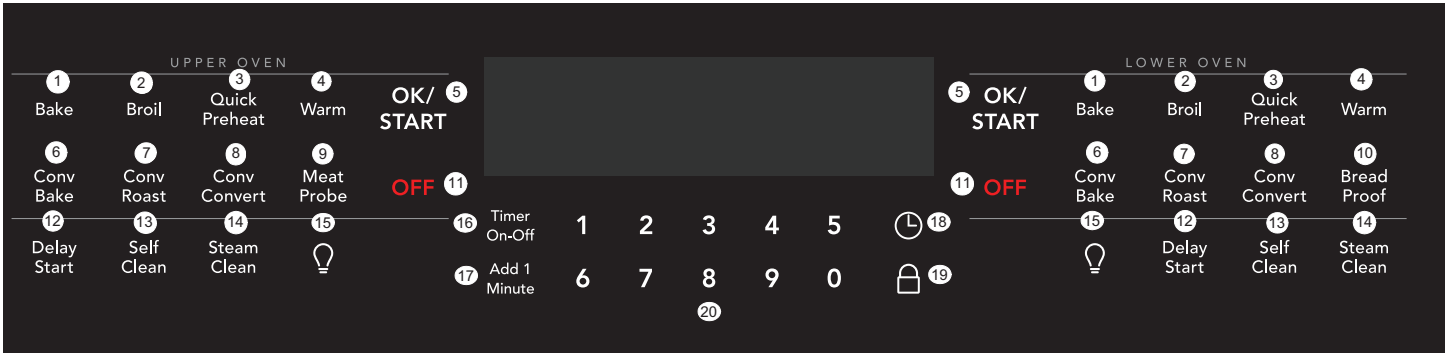 UPPER OVEN
1 2 3 4
Bake Broil Quick Preheat Warm
OK/ 5
START
6 7 8 9
Conv Conv Conv Meat
Bake Roast Convert Probe
OFF 11
12 13 14 15
Delay Self Steam
Start Clean Clean
16 Timer 1 2 3 4 5 18
On-Off
17 Add 1 6 7 8 9 0 19
Minute
20
LOWER OVEN
5 OK/
START
1 2 3 4
Bake Broil Quick Preheat Warm
11 OFF
6 7 8 10
Conv Conv Conv Bread
Bake Roast Convert Proof
15 12 13 14
Delay Self Steam
Start Clean Clean